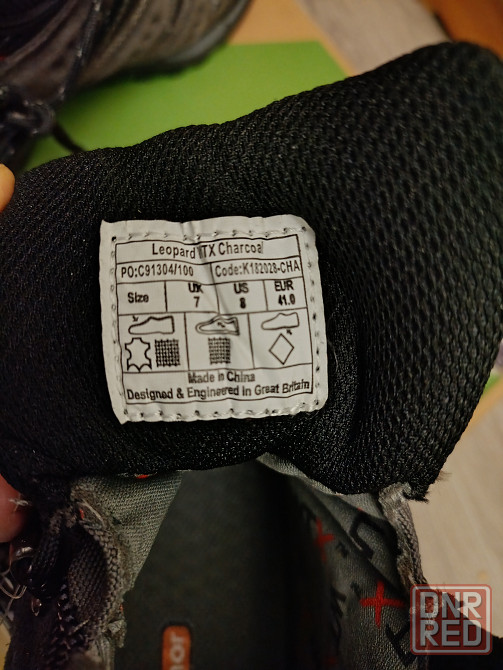 Leopard VTX Charcoal
PO:C91304/100 Code:K182028-CHA
Size UK 7 US 8 EUR 41.0
Made in China
Designed & Engineered in Great Britain
DNR
RED